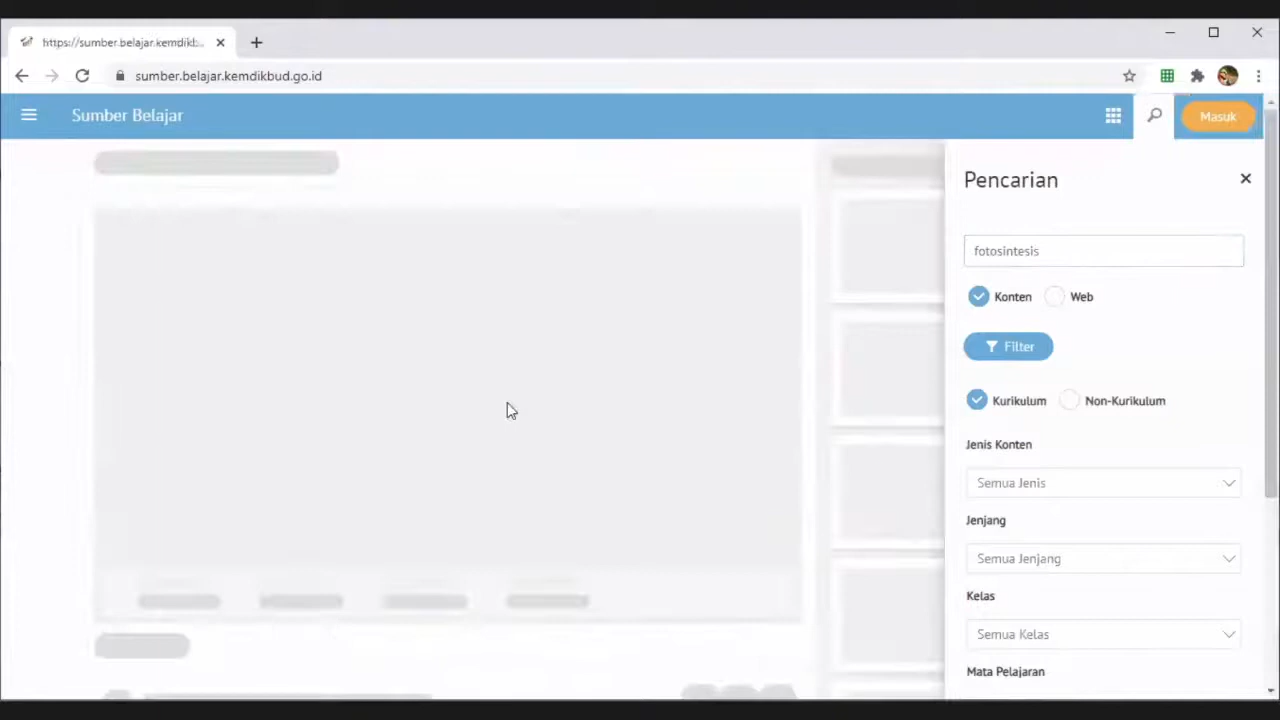 https://sumber.belajar.kemdikb
sumber.belajar.kemdikbud.go.id
Sumber Belajar
Masuk
Pencarian
fotosintesis
Konten Web
Filter
Kurikulum Non-Kurikulum
Jenis Konten
Semua Jenis
Jenjang
Semua Jenjang
Kelas
Semua Kelas
Mata Pelajaran